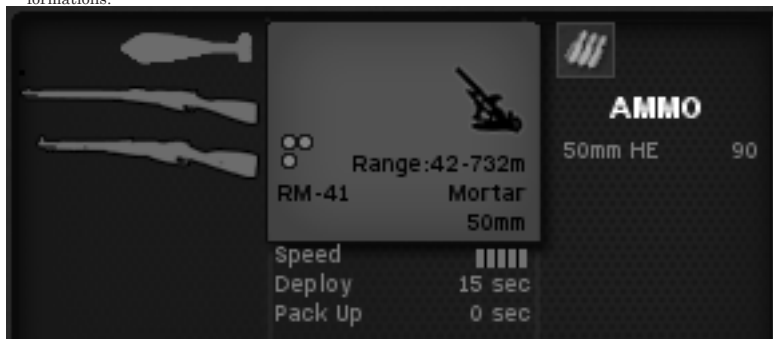 formations.
Range:42-732m
RM-41 Mortar
50mm
Speed
Deploy 15 sec
Pack Up 0 sec
AMMO
50mm HE 90